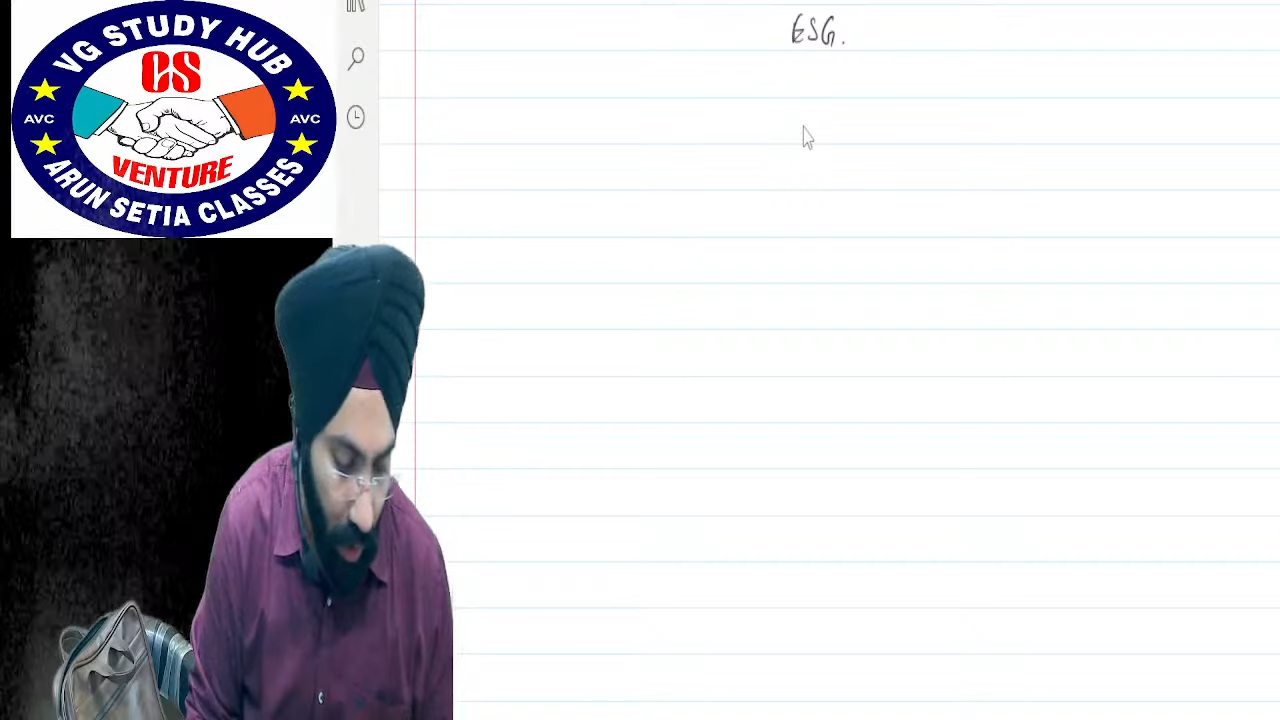 VG STUDY HUB
CS
AVC
AVC
VENTURE
ARUN SETIA CLASSES
ESG.